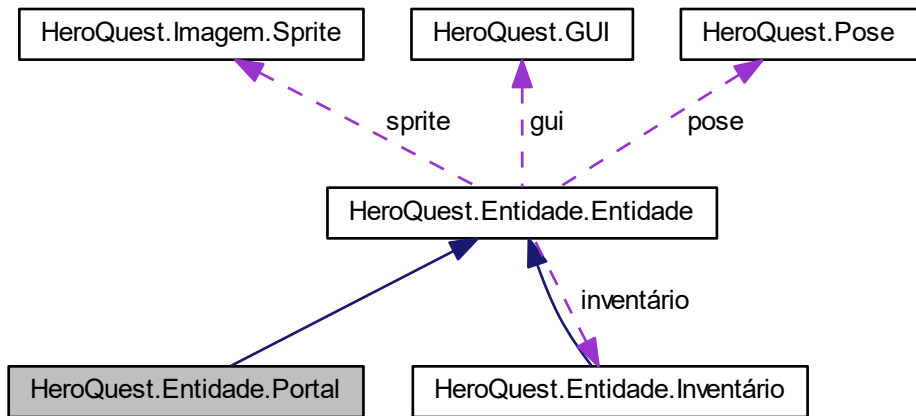 HeroQuest.Imagem.Sprite
HeroQuest.GUI
HeroQuest.Pose
sprite
gui
pose
HeroQuest.Entidade.Entidade
inventário
HeroQuest.Entidade.Portal
HeroQuest.Entidade.Inventário